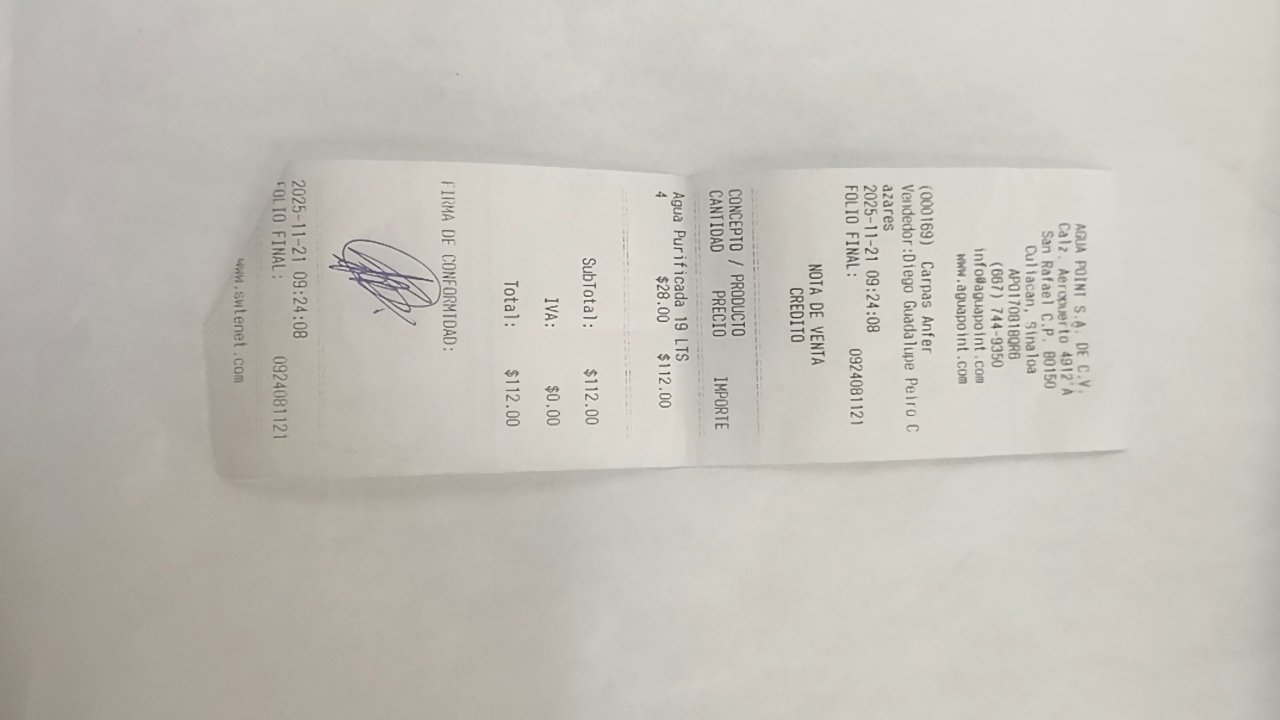 AGUA POINT S.A. DE C.V.
Calz. Aeropuerto 4912 A
San Rafael C.P. 80150
Culiacan, Sinaloa
APO1708180R6
(667) 744-9350
info@aguapoint.com
www.aguapoint.com
(000169) Carpas Anfer
Vendedor:Diego Guadalupe Peiro C
azares
2025-11-21 09:24:08
FOLIO FINAL: 0924081121
NOTA DE VENTA
CREDITO
CONCEPTO / PRODUCTO
CANTIDAD PRECIO IMPORTE
Agua Purificada 19 LTS
4 $28.00 $112.00
SubTotal: $112.00
IVA: $0.00
Total: $112.00
FIRMA DE CONFORMIDAD:
2025-11-21 09:24:08
FOLIO FINAL: 0924081121
www.swtenet.com